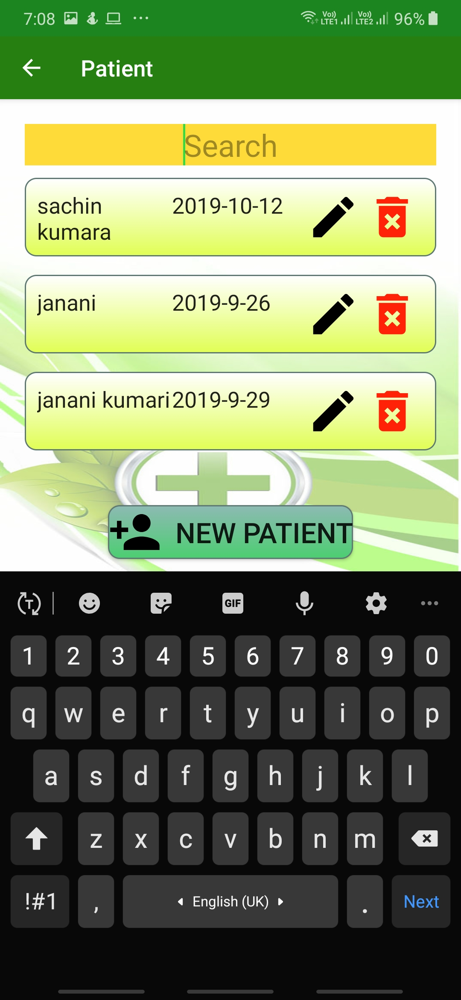 7:08 Vo)) LTE1 Vo)) LTE2 96%
Patient
Search
sachin kumara 2019-10-12
janani 2019-9-26
janani kumari 2019-9-29
NEW PATIENT
T GIF
1 2 3 4 5 6 7 8 9 0
q w e r t y u i o p
a s d f g h j k l
z x c v b n m
!#1 , English (UK) . Next